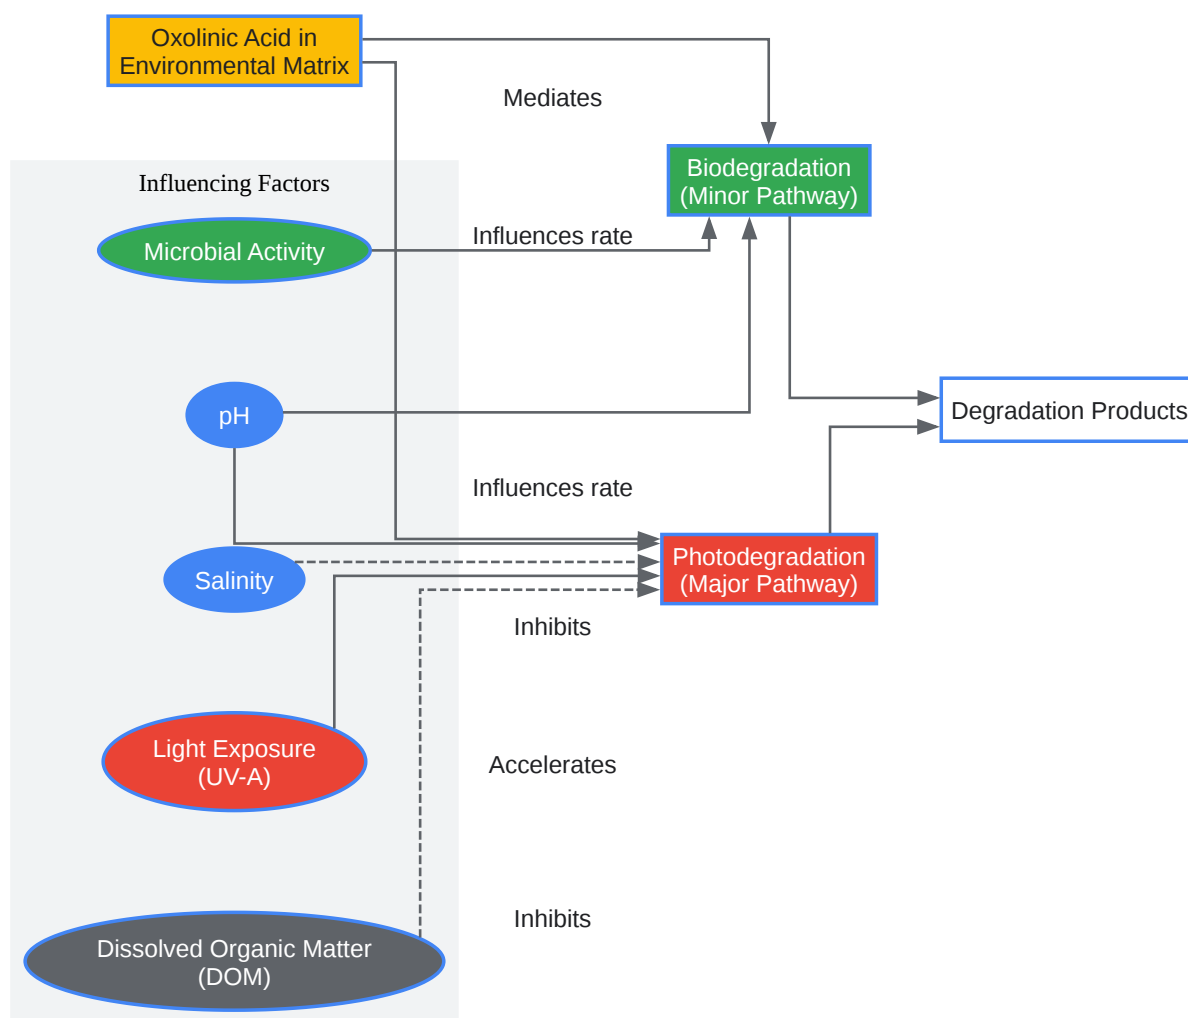 Oxolinic Acid in
Environmental Matrix
Mediates
Biodegradation
(Minor Pathway)
Influencing Factors
Microbial Activity
Influences rate
pH
Degradation Products
Influences rate
Photodegradation
(Major Pathway)
Salinity
Inhibits
Light Exposure
(UV-A)
Accelerates
Inhibits
Dissolved Organic Matter
(DOM)